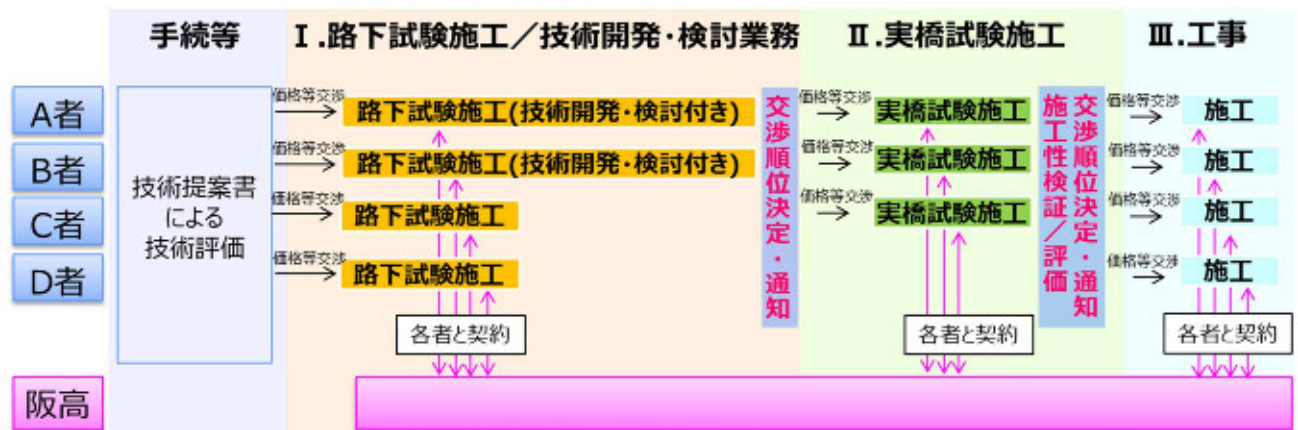 手続等
Ⅰ.路下試験施工／技術開発・検討業務
Ⅱ.実橋試験施工
Ⅲ.工事
A者
B者
C者
D者
技術提案書
による
技術評価
価格等交渉
路下試験施工(技術開発・検討付き)
価格等交渉
路下試験施工(技術開発・検討付き)
価格等交渉
路下試験施工
価格等交渉
路下試験施工
各者と契約
交渉順位決定・通知
価格等交渉
実橋試験施工
価格等交渉
実橋試験施工
価格等交渉
実橋試験施工
各者と契約
交渉順位決定・通知
施工性検証／評価
価格等交渉
施工
価格等交渉
施工
価格等交渉
施工
価格等交渉
施工
各者と契約
阪高